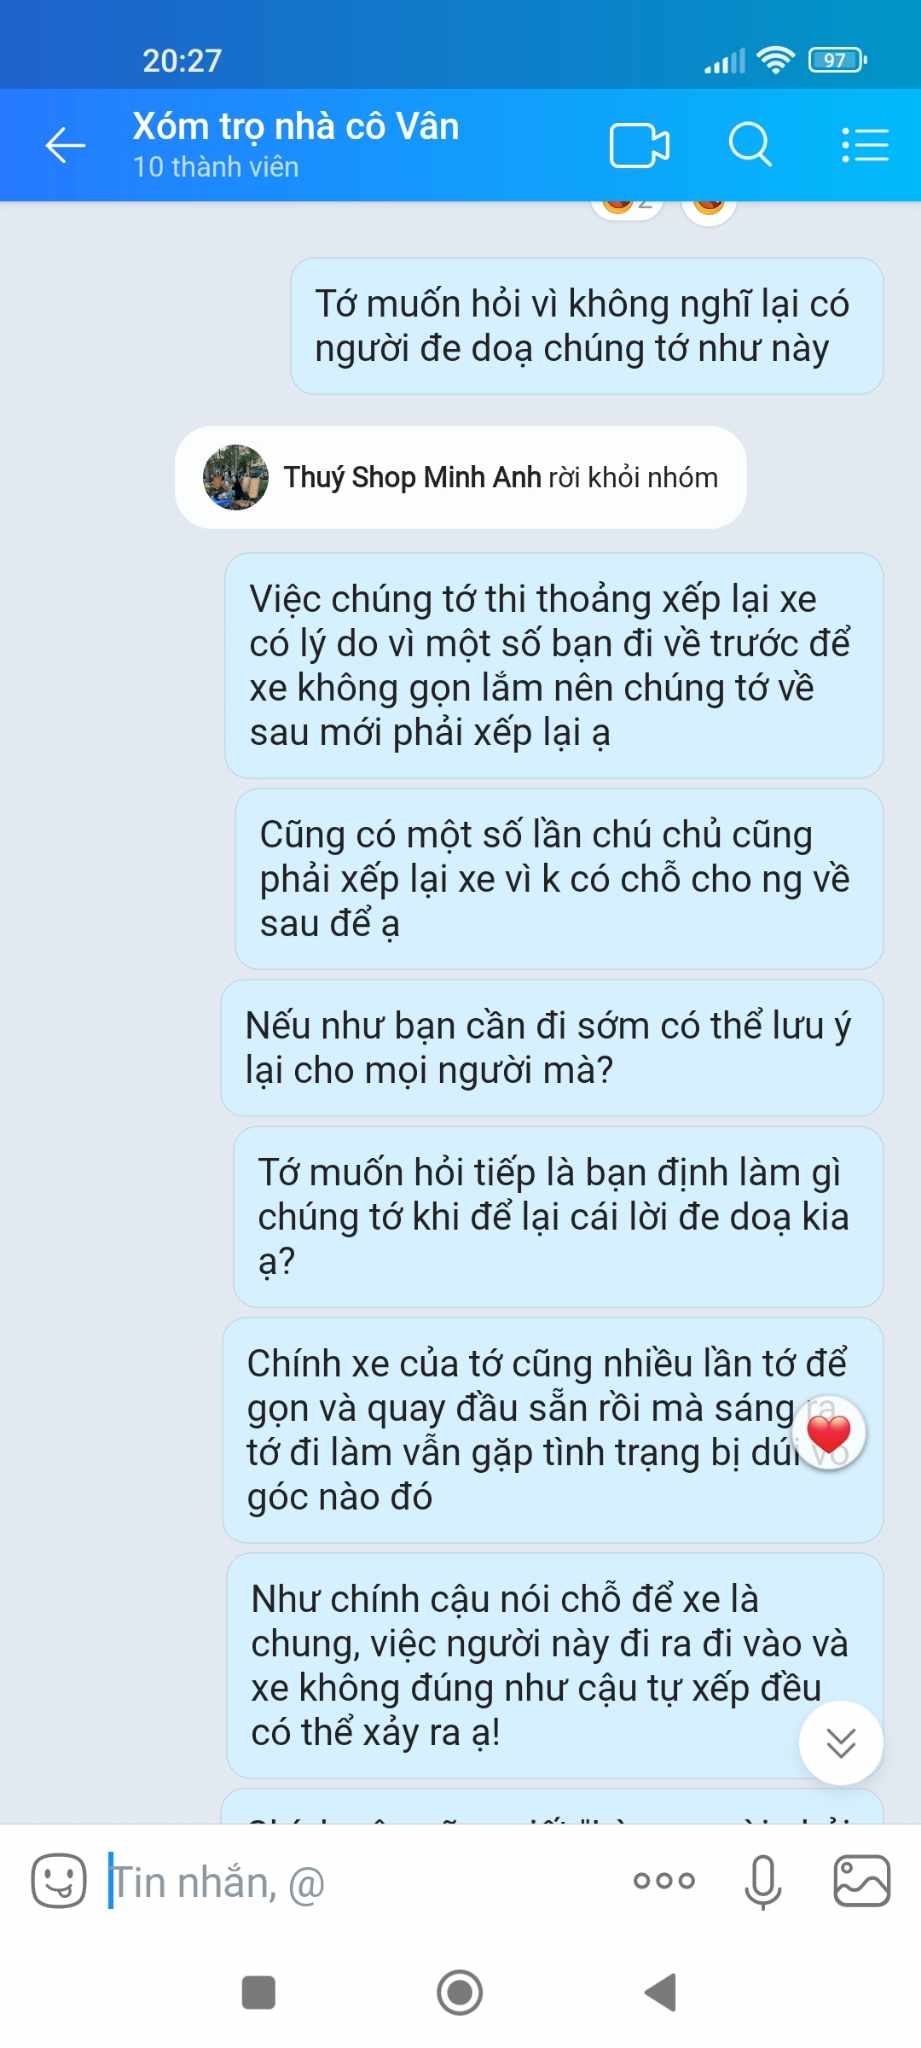 20:27
97
Xóm trọ nhà cô Vân
10 thành viên
Tớ muốn hỏi vì không nghĩ lại có
người đe doạ chúng tớ như này
Thuý Shop Minh Anh rời khỏi nhóm
Việc chúng tớ thi thoảng xếp lại xe
có lý do vì một số bạn đi về trước để
xe không gọn lắm nên chúng tớ về
sau mới phải xếp lại ạ
Cũng có một số lần chú chủ cũng
phải xếp lại xe vì k có chỗ cho ng về
sau để ạ
Nếu như bạn cần đi sớm có thể lưu ý
lại cho mọi người mà?
Tớ muốn hỏi tiếp là bạn định làm gì
chúng tớ khi để lại cái lời đe doạ kia
ạ?
Chính xe của tớ cũng nhiều lần tớ để
gọn và quay đầu sẵn rồi mà sáng ra
tớ đi làm vẫn gặp tình trạng bị dúi vô
góc nào đó
Như chính cậu nói chỗ để xe là
chung, việc người này đi ra đi vào và
xe không đúng như cậu tự xếp đều
có thể xảy ra ạ!
Tin nhắn, @